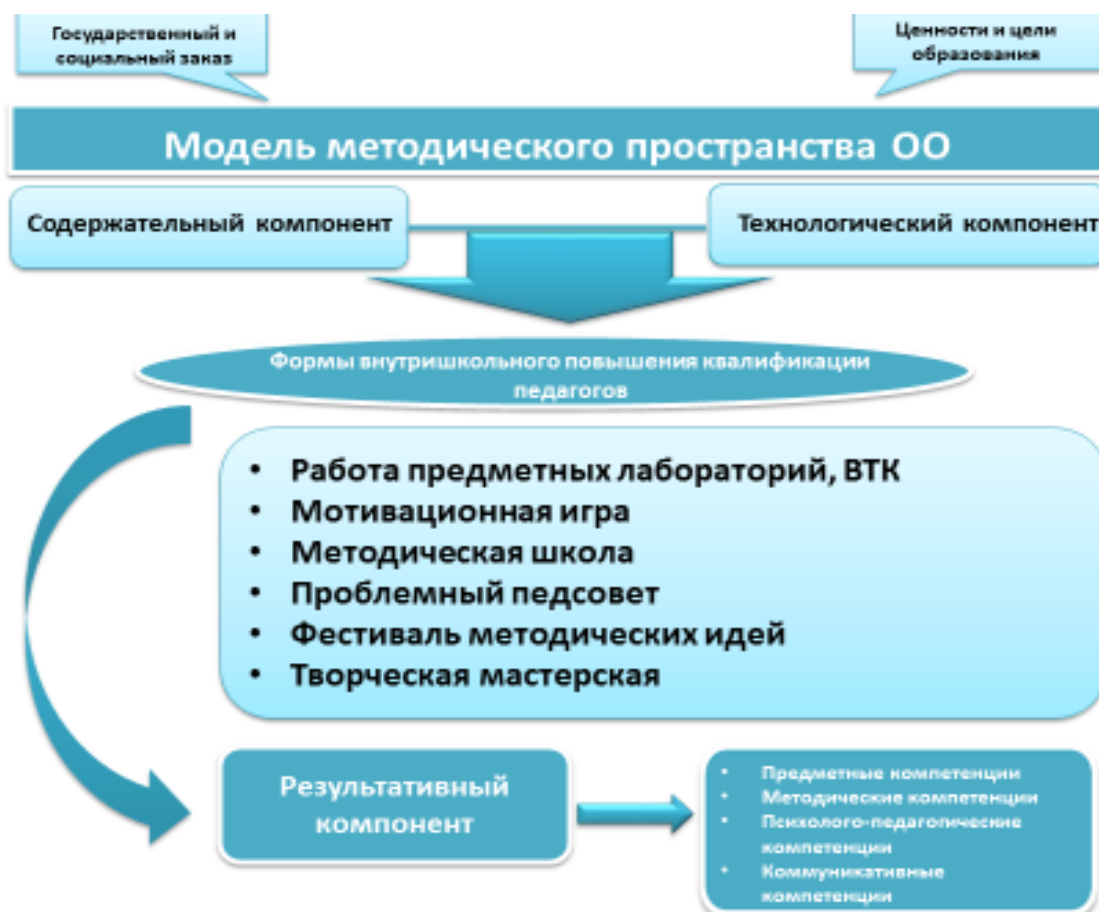 Государственный и
социальный заказ
Ценности и цели
образования
Модель методического пространства ОО
Содержательный компонент
Технологический компонент
Формы внутришкольного повышения квалификации
педагогов
• Работа предметных лабораторий, ВТК
• Мотивационная игра
• Методическая школа
• Проблемный педсовет
• Фестиваль методических идей
• Творческая мастерская
Результативный
компонент
• Предметные компетенции
• Методические компетенции
• Психолого-педагогические
компетенции
• Коммуникативные
компетенции